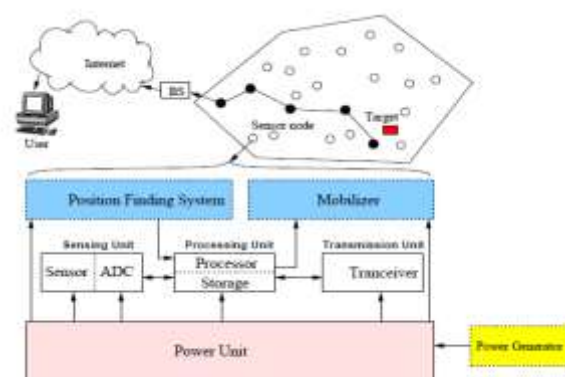 Internet
BS
User
Sensor node
Target
Position Finding System
Mobilizer
Sensing Unit
Processing Unit
Transmission Unit
Sensor
ADC
Processor
Storage
Tranceiver
Power Unit
Power Generator